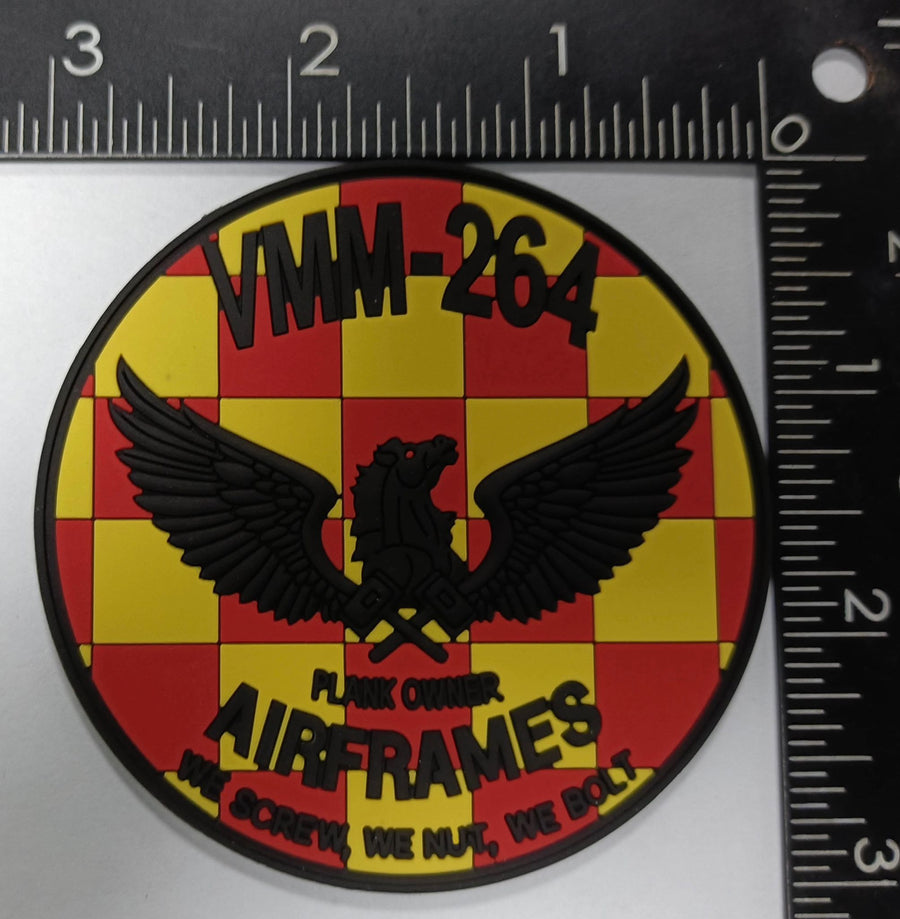 3 2 1 0
VMM-264
PLANK OWNER
AIRFRAMES
WE SCREW, WE NUT, WE BOLT
1
2
3